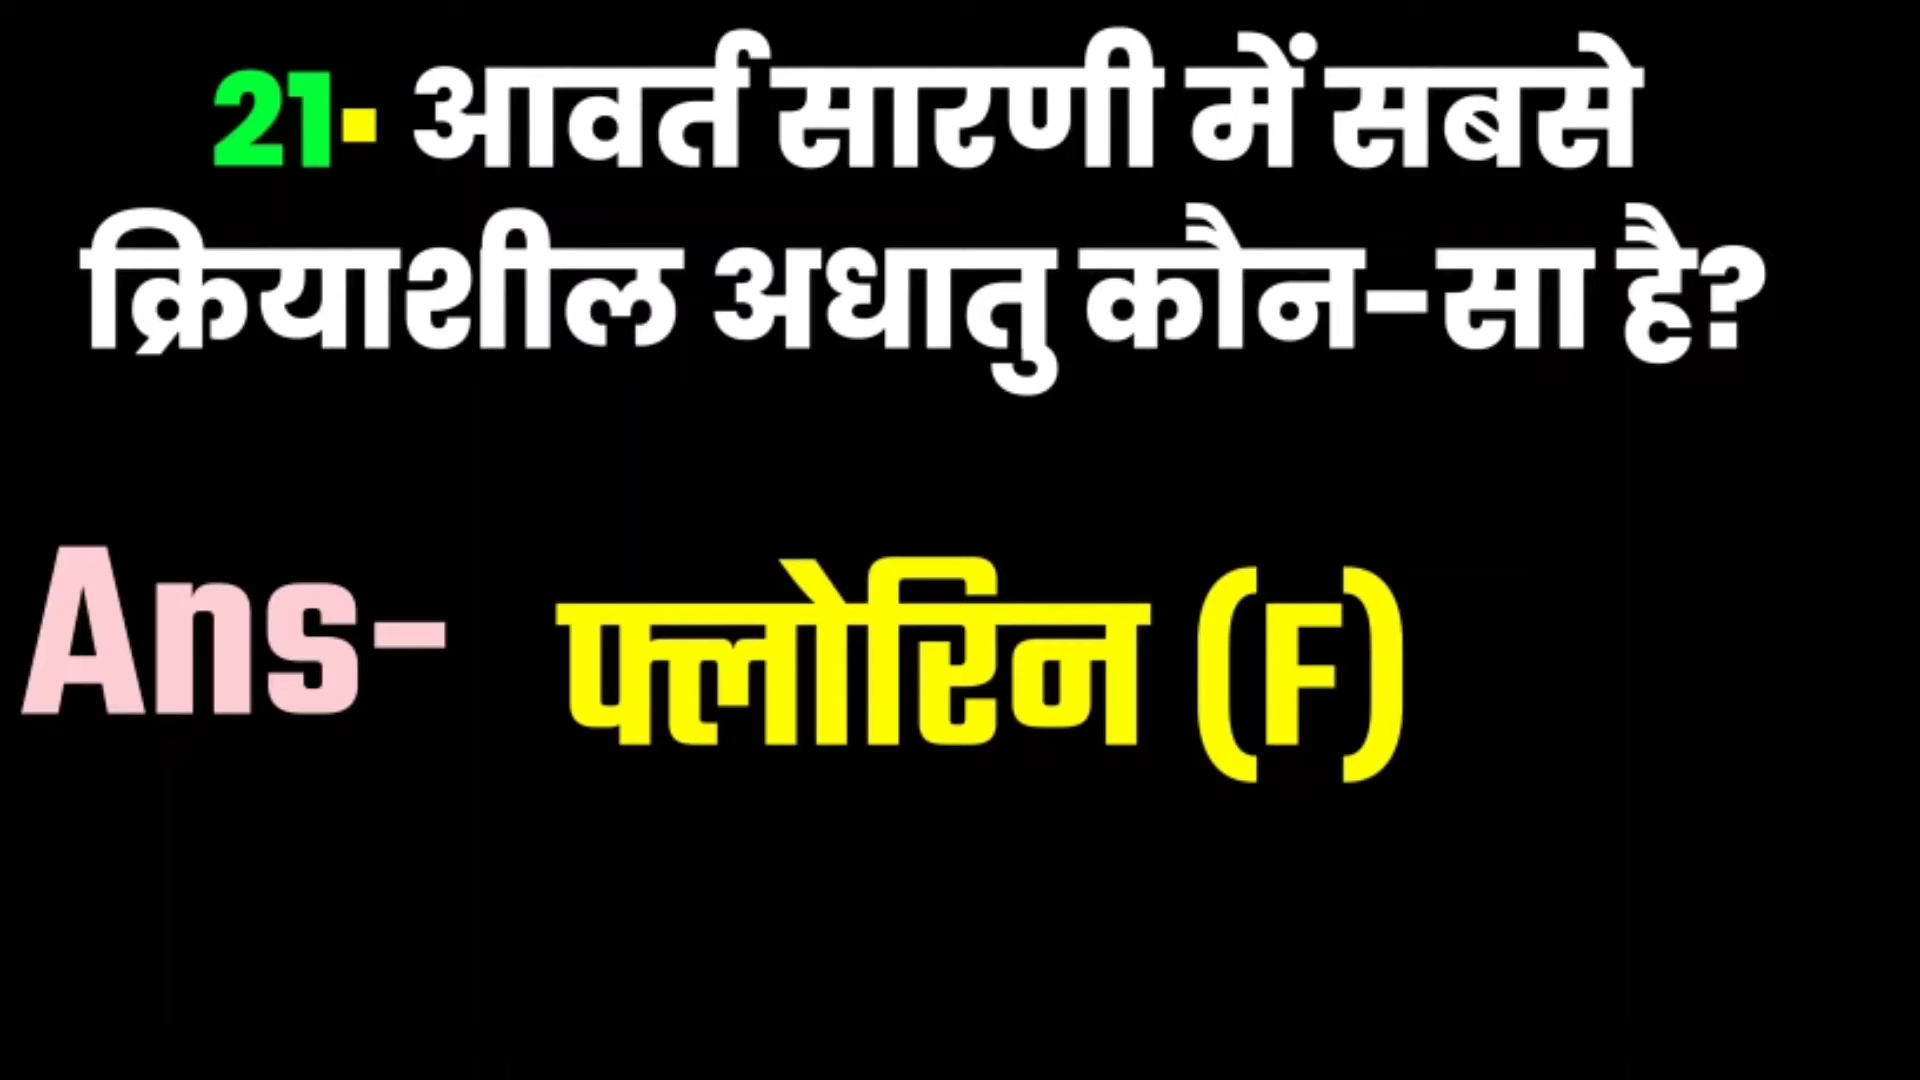 21▪ आवर्त सारणी में सबसे
क्रियाशील अधातु कौन-सा है?
Ans- फ्लोरिन (F)